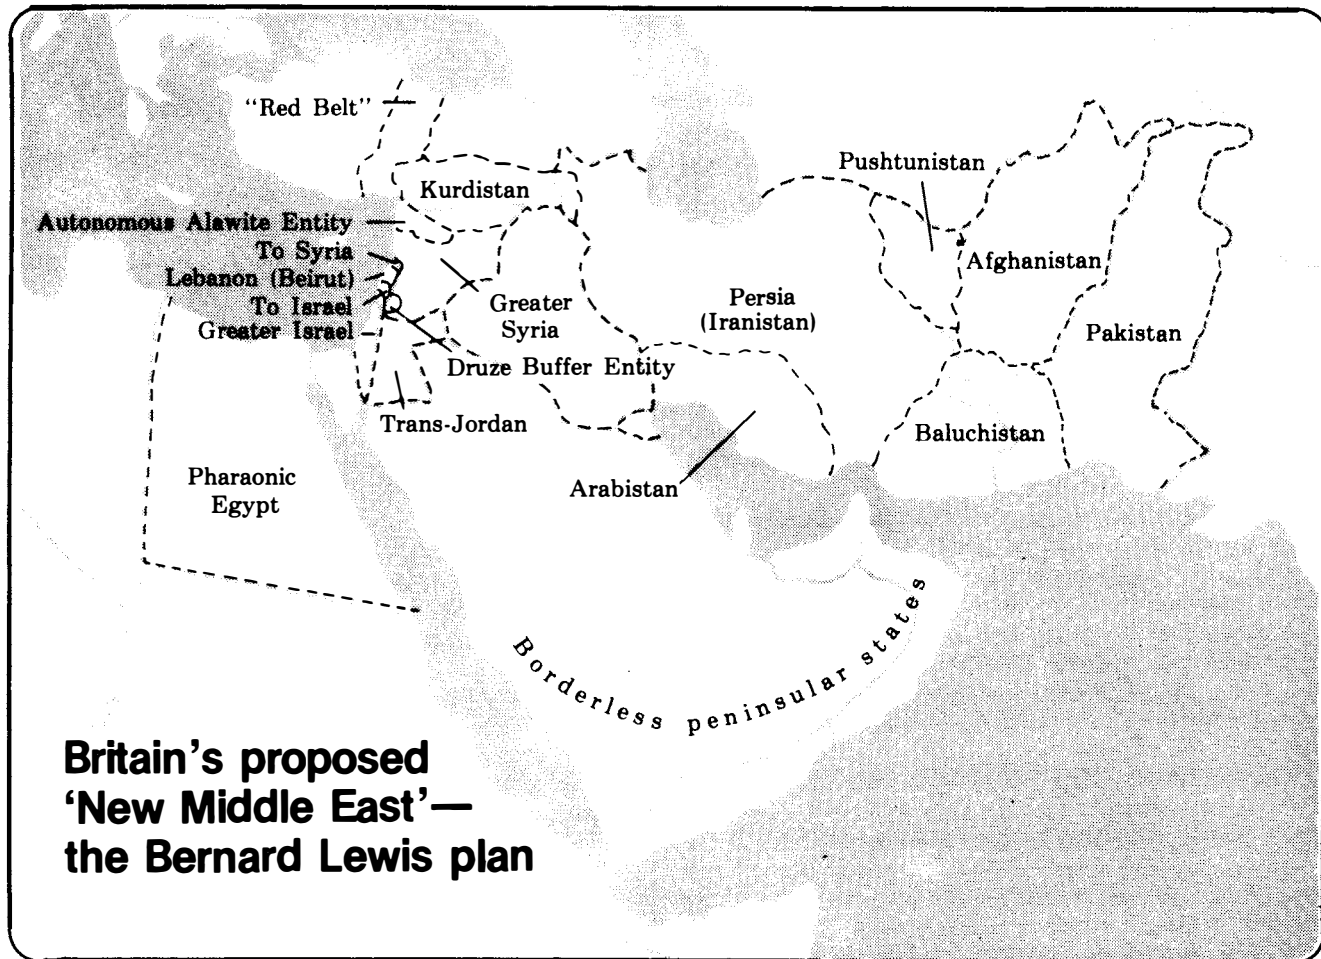 "Red Belt"
Pushtunistan
Kurdistan
Autonomous Alawite Entity
To Syria
Afghanistan
Lebanon (Beirut)
To Israel
Greater
Syria
Persia
(Iranistan)
Greater Israel
Pakistan
Druze Buffer Entity
Trans-Jordan
Baluchistan
Pharaonic
Egypt
Arabistan
Borderless peninsular states
Britain's proposed
'New Middle East'—
the Bernard Lewis plan